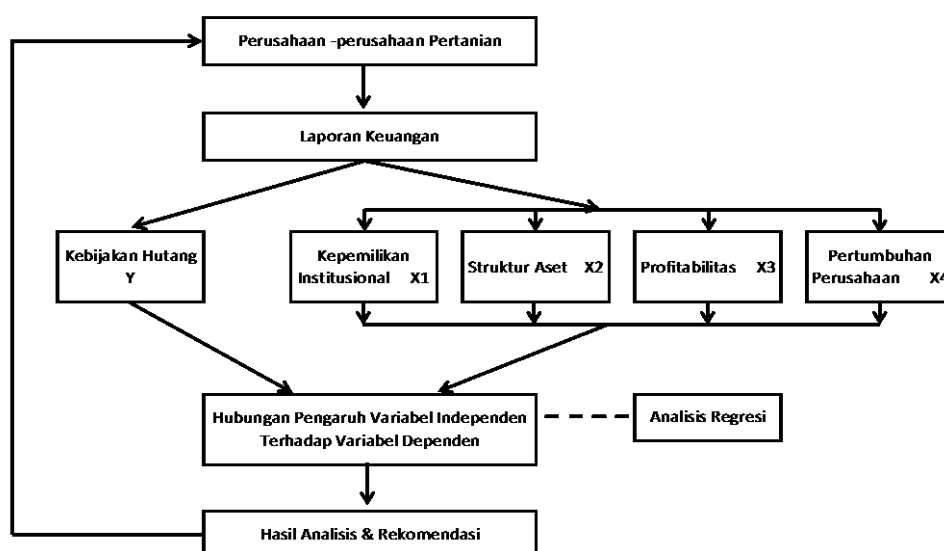 Perusahaan -perusahaan Pertanian
Laporan Keuangan
Kebijakan Hutang
Y
Kepemilikan
Institusional X1
Struktur Aset X2
Profitabilitas X3
Pertumbuhan
Perusahaan X4
Hubungan Pengaruh Variabel Independen
Terhadap Variabel Dependen
Analisis Regresi
Hasil Analisis & Rekomendasi